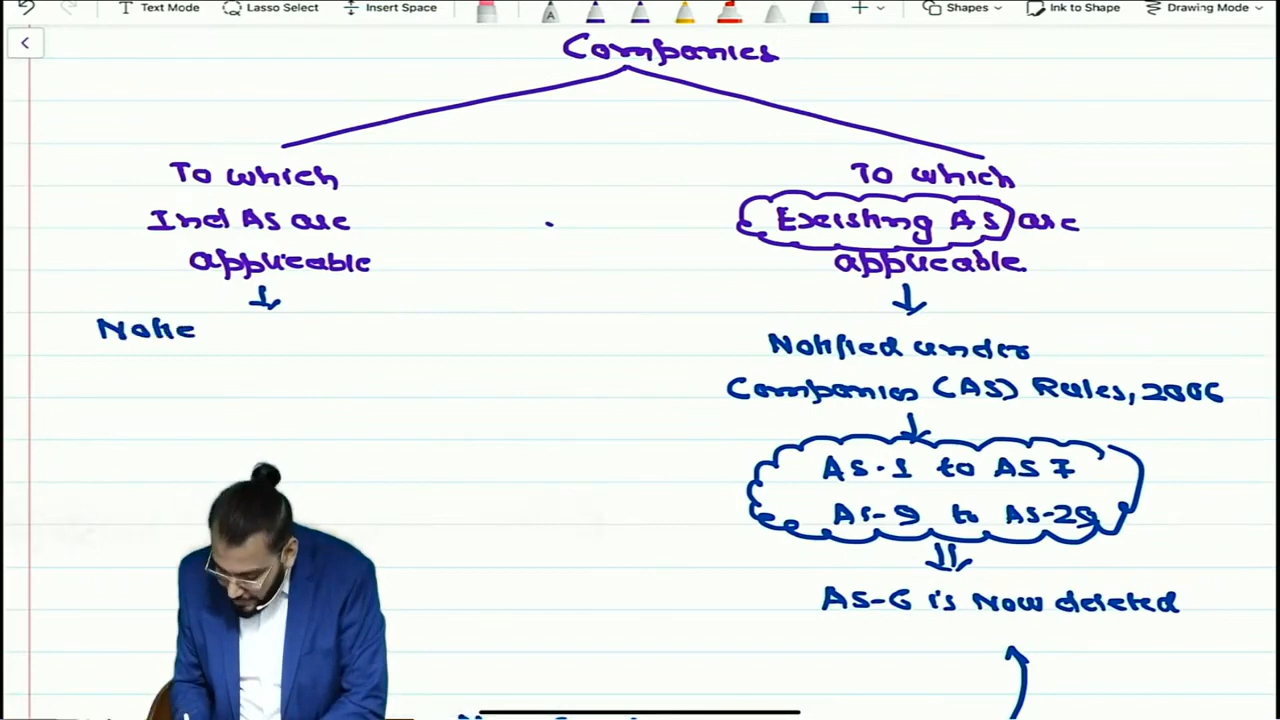 Text Mode Lasso Select Insert Space Shapes Ink to Shape Drawing Mode
Companies
To which
Ind AS are
applicable
To which
Existing AS are
applicable
Notified under
Companies (AS) Rules, 2006
AS-1 to AS 7
AS-9 to AS-29
AS-6 is now deleted